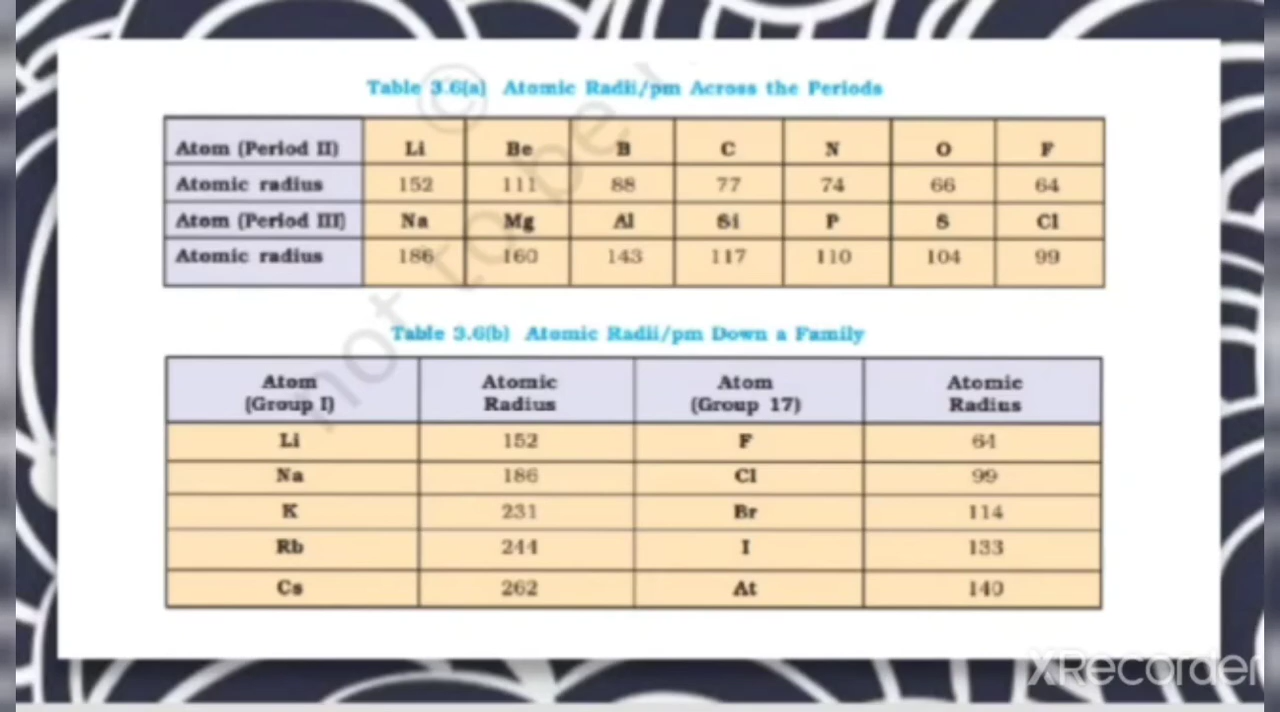 Table 3.6(a) Atomic Radii/pm Across the Periods
Atom (Period II) Li Be B C N O F
Atomic radius 152 111 88 77 74 66 64
Atom (Period III) Na Mg Al Si P S Cl
Atomic radius 186 160 143 117 110 104 99
Table 3.6(b) Atomic Radii/pm Down a Family
Atom (Group I) Atomic Radius Atom (Group 17) Atomic Radius
Li 152 F 64
Na 186 Cl 99
K 231 Br 114
Rb 244 I 133
Cs 262 At 140
© not to be
XRecorder